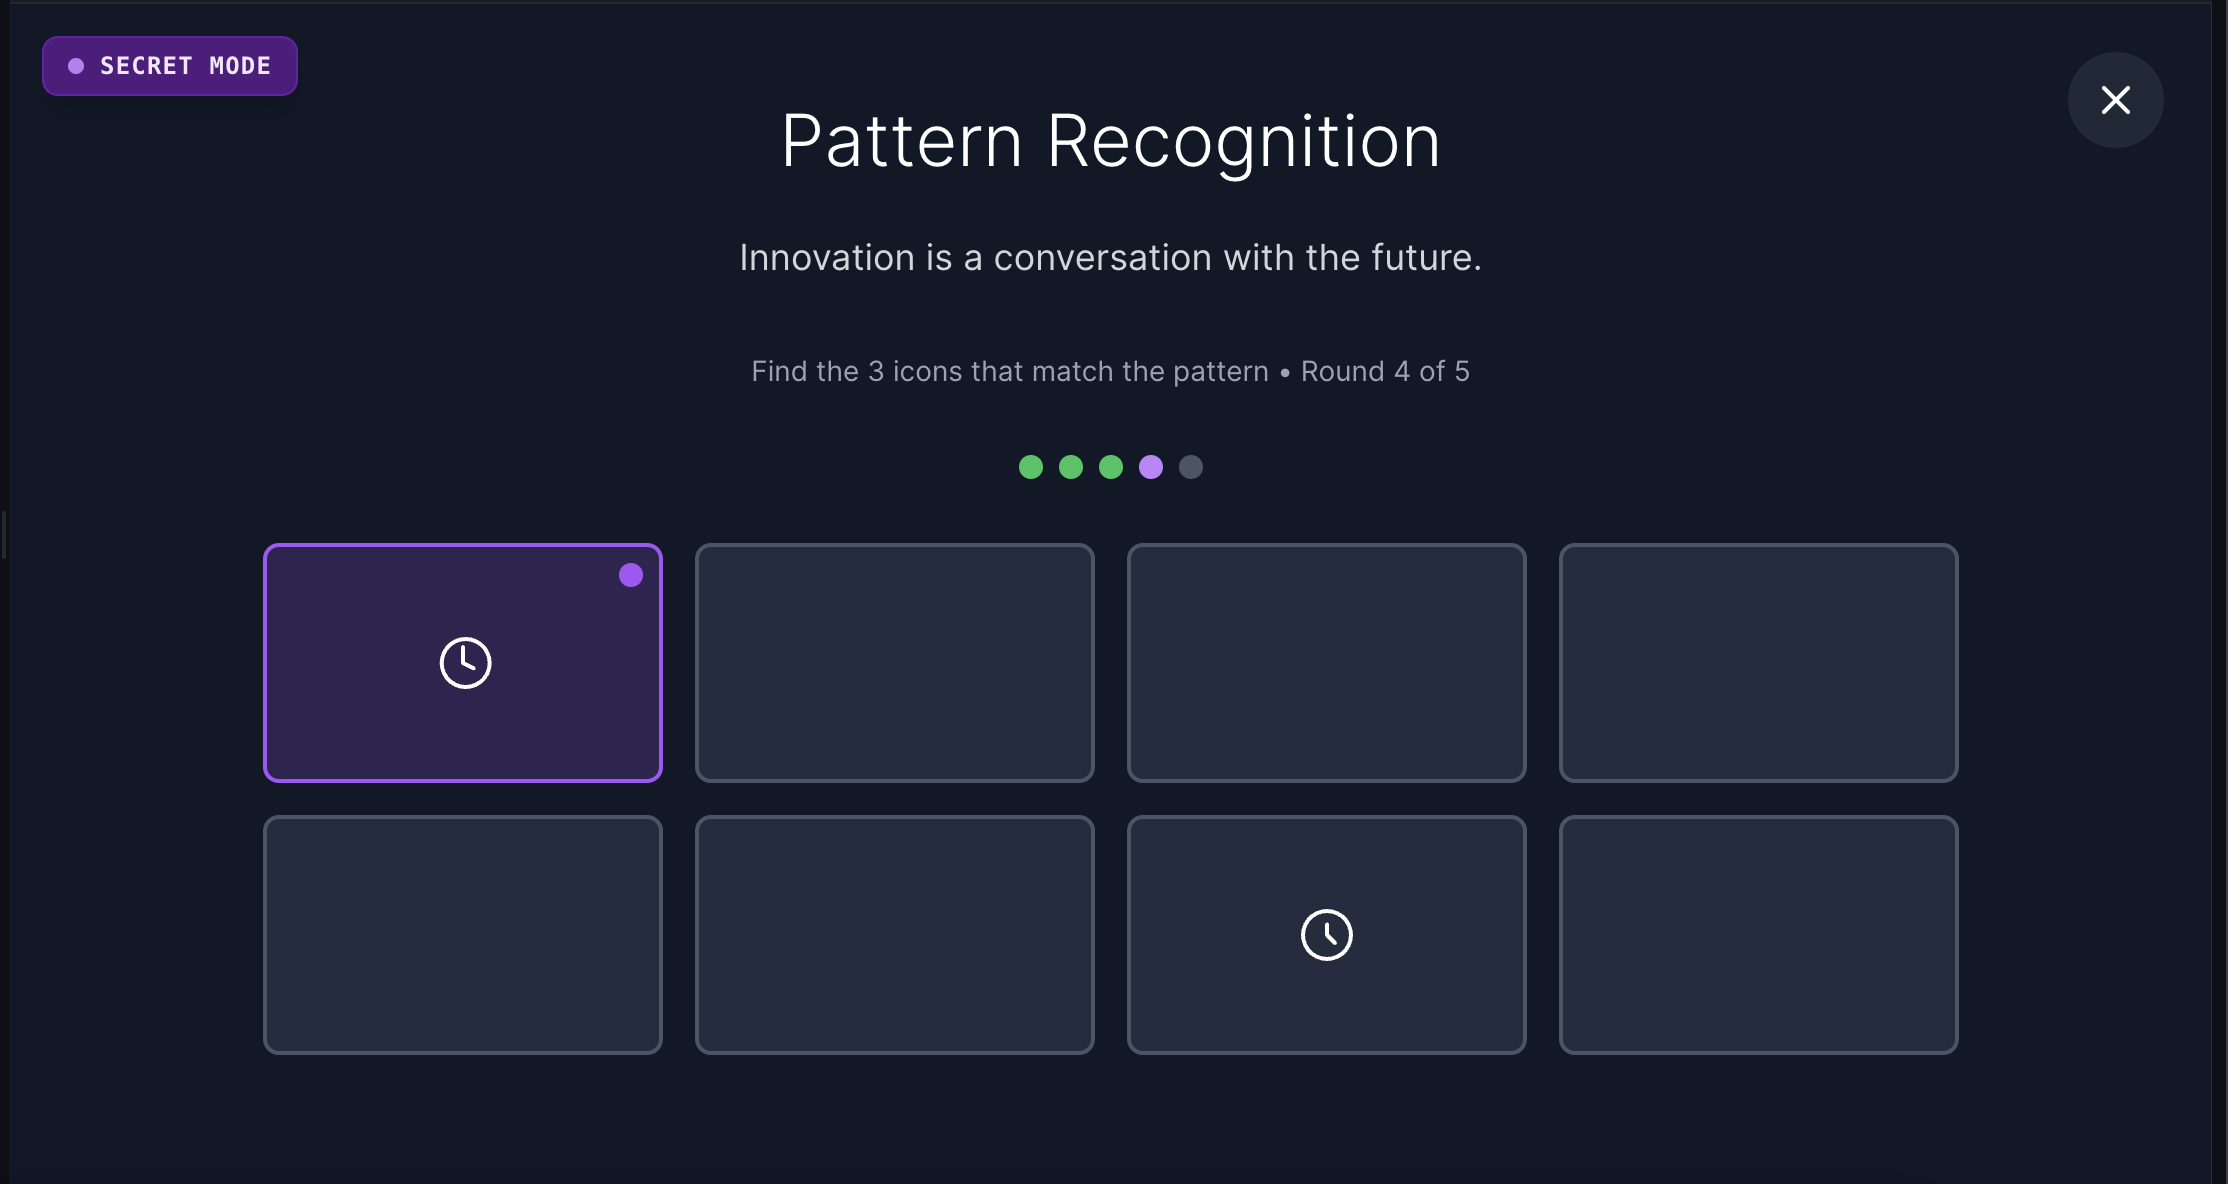 SECRET MODE
Pattern Recognition
Innovation is a conversation with the future.
Find the 3 icons that match the pattern • Round 4 of 5